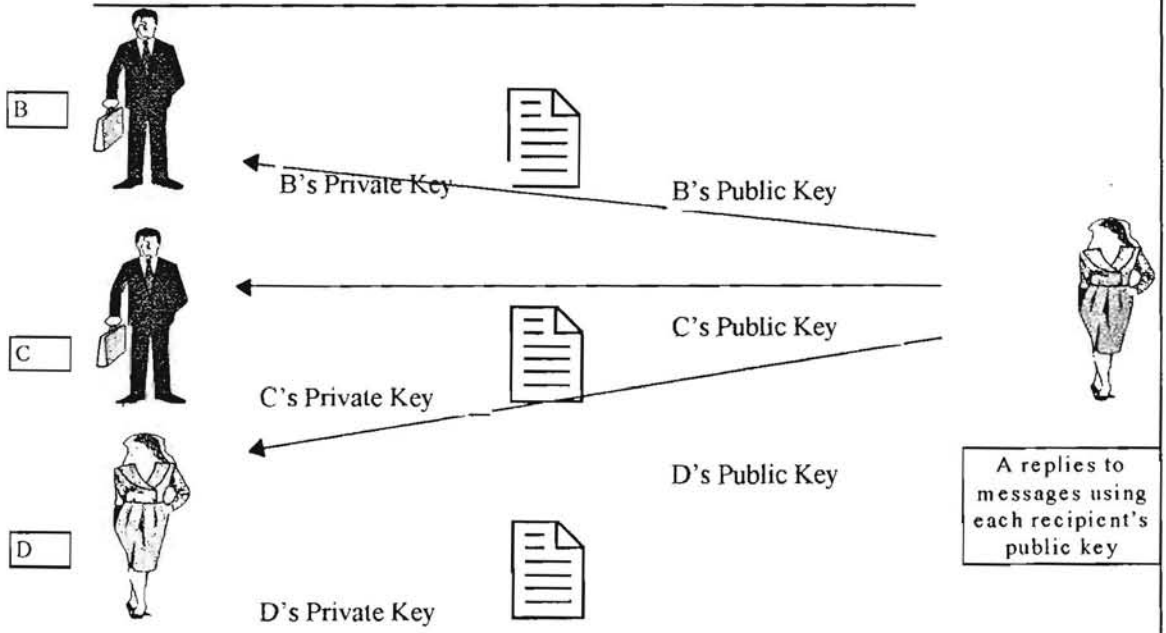 B
B's Private Key
B's Public Key
C
C's Public Key
C's Private Key
D's Public Key
A replies to
messages using
each recipient's
public key
D
D's Private Key